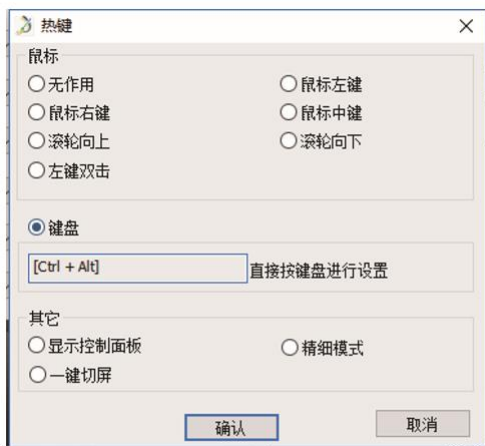 热键
鼠标
无作用 鼠标左键
鼠标右键 鼠标中键
滚轮向上 滚轮向下
左键双击
键盘
[Ctrl + Alt] 直接按键盘进行设置
其它
显示控制面板 精细模式
一键切屏
确认 取消